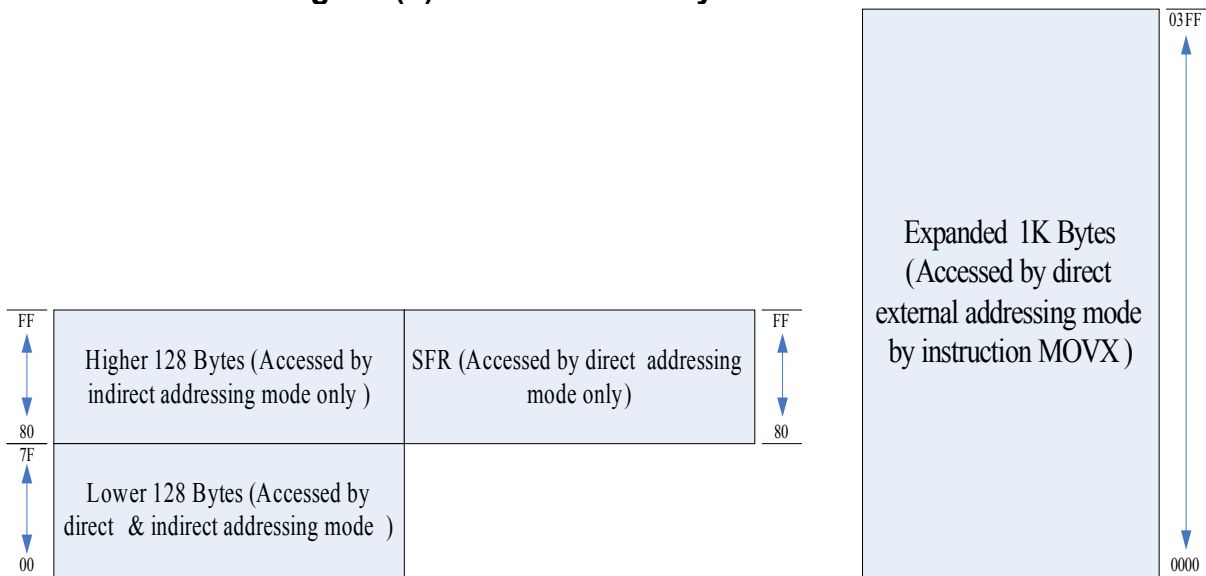 03FF
Expanded 1K Bytes
(Accessed by direct
external addressing mode
by instruction MOVX )
0000
FF
80
7F
00
Higher 128 Bytes (Accessed by
indirect addressing mode only )
SFR (Accessed by direct addressing
mode only)
FF
80
Lower 128 Bytes (Accessed by
direct & indirect addressing mode )